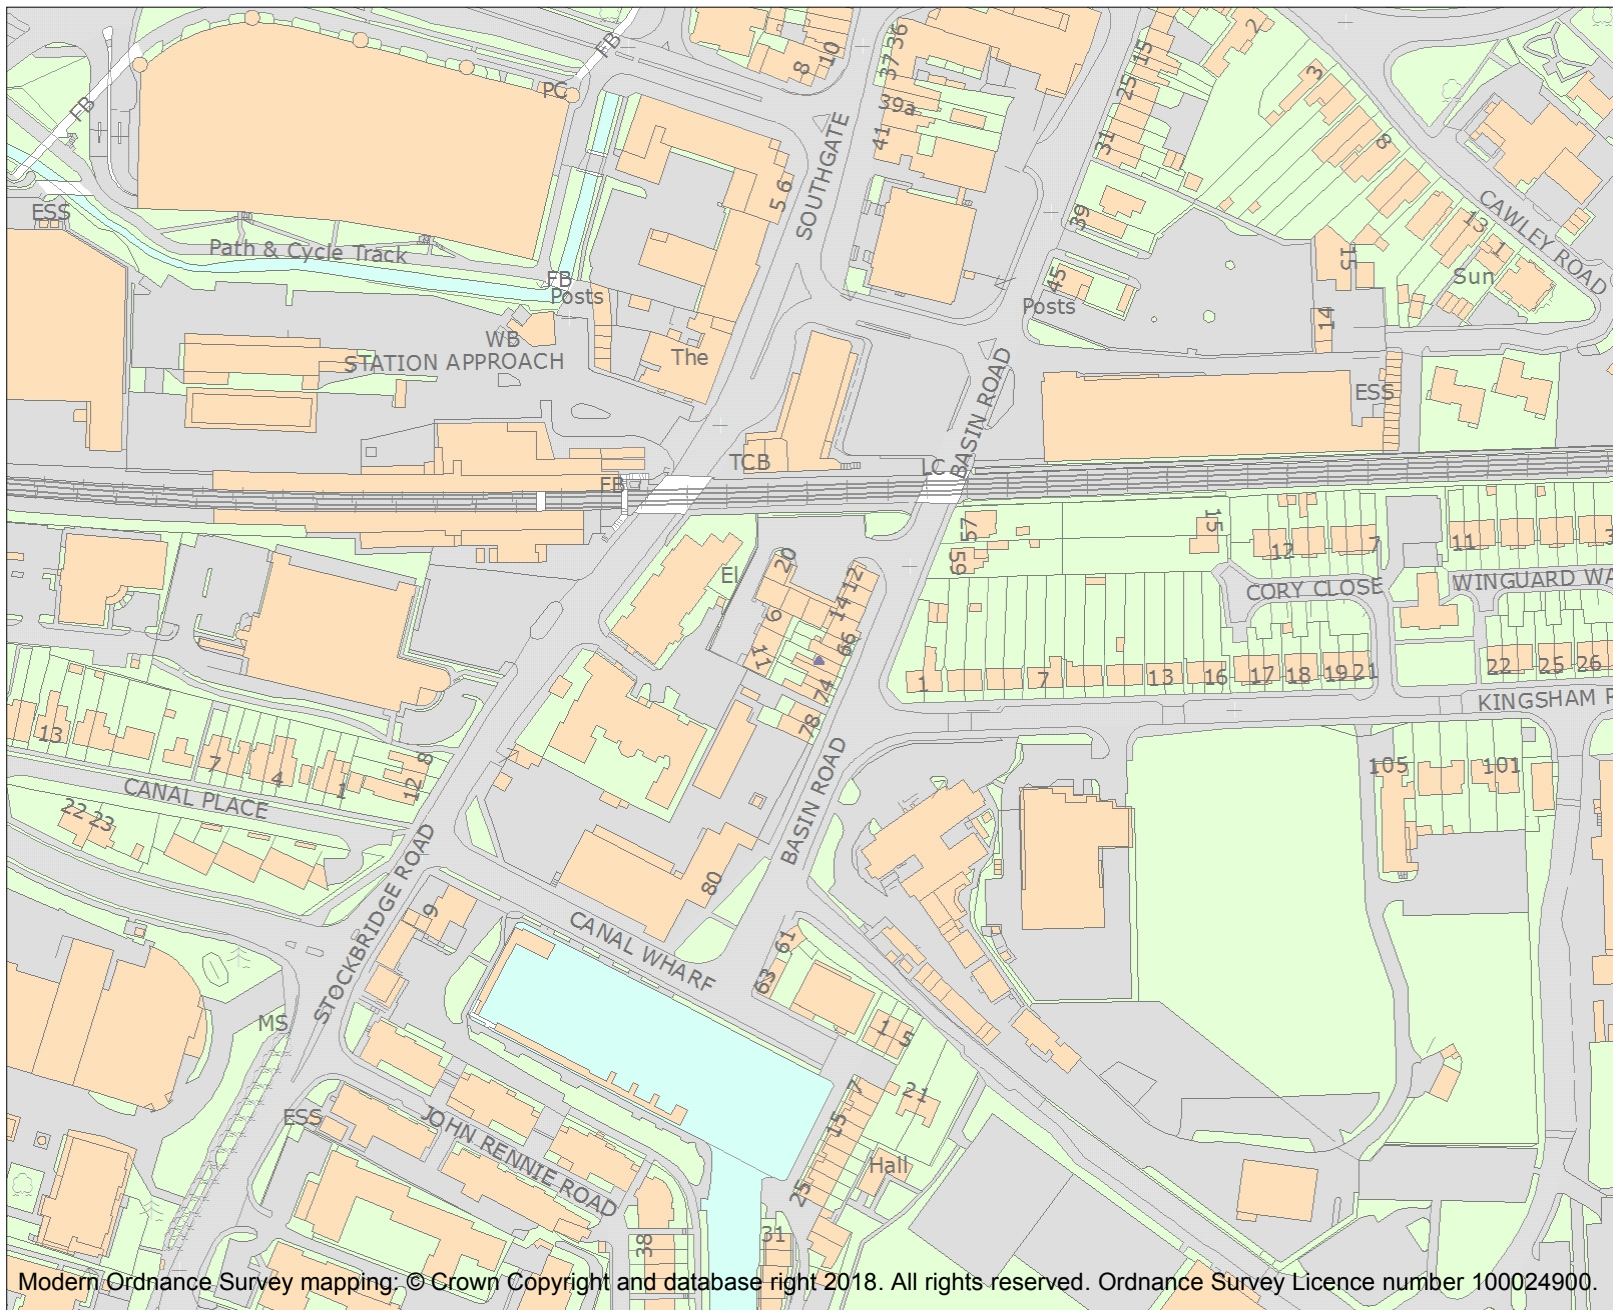 2
8
10
37 36
15
FB
FB
PC
3
25
39a
41
31
8
SOUTHGATE
5 6
ESS
39
CAWLEY ROAD
Path & Cycle Track
13
1
15
Sun
FB
Posts
45
Posts
14
WB
STATION APPROACH
The
BASIN ROAD
ESS
TCB
LC
FB
57
15
12
7
11
3
59
El
20
12
14
9
66
11
74
78
CORY CLOSE
WINGUARD WA
1
7
13
16
17
18
19
21
22
25
26
KINGSHAM R
13
7
4
1
12
8
CANAL PLACE
22 23
BASIN ROAD
105
101
STOCKBRIDGE ROAD
80
9
CANAL WHARF
61
63
MS
1
5
7
21
ESS
JOHN RENNIE ROAD
15
Hall
25
38
31
Modern Ordnance Survey mapping: © Crown Copyright and database right 2018. All rights reserved. Ordnance Survey Licence number 100024900.